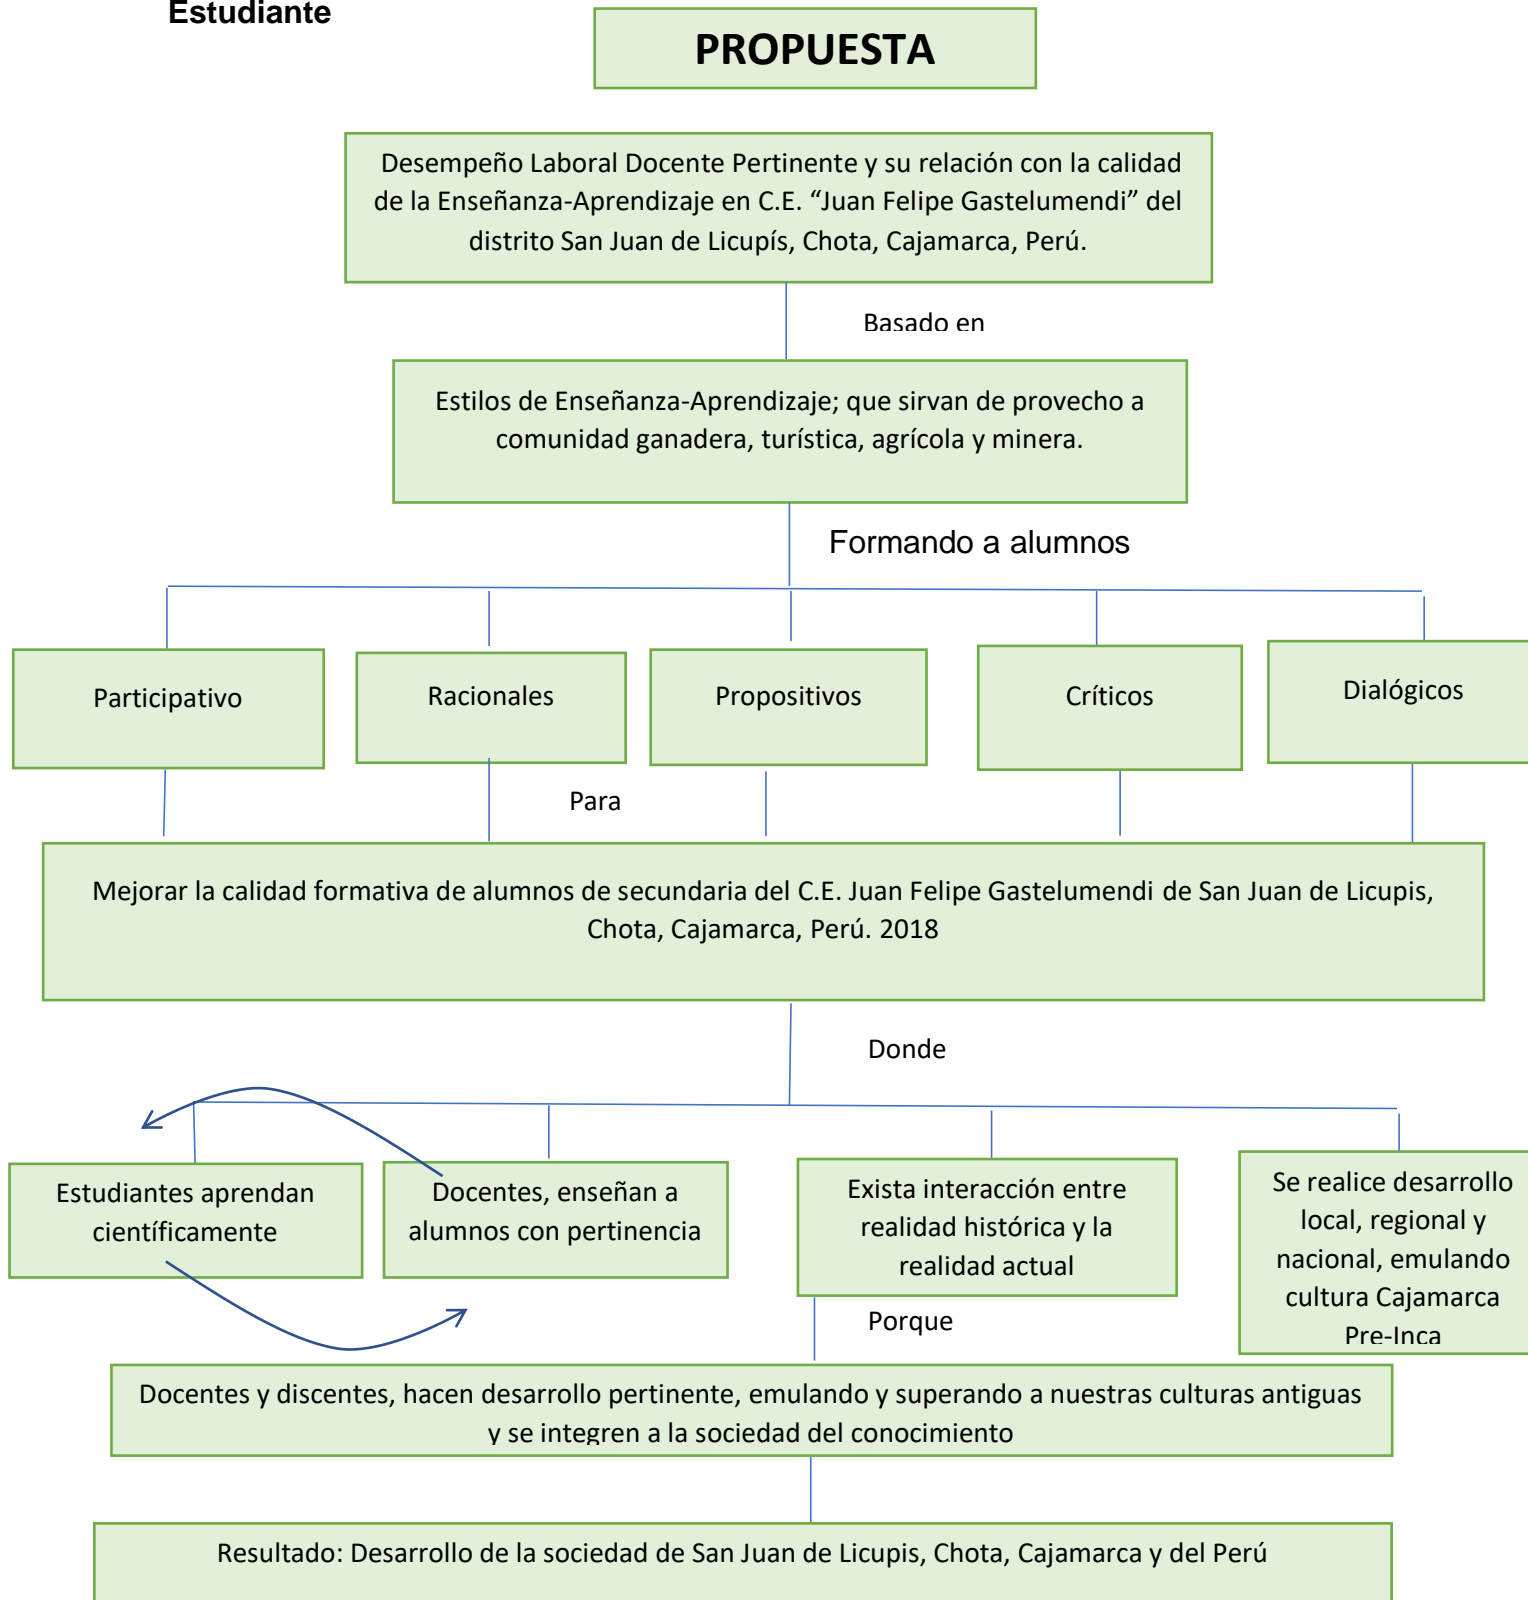 Estudiante
PROPUESTA
Desempeño Laboral Docente Pertinente y su relación con la calidad
de la Enseñanza-Aprendizaje en C.E. “Juan Felipe Gastelumendi” del
distrito San Juan de Licupís, Chota, Cajamarca, Perú.
Basado en
Estilos de Enseñanza-Aprendizaje; que sirvan de provecho a
comunidad ganadera, turística, agrícola y minera.
Formando a alumnos
Participativo
Racionales
Propositivos
Críticos
Dialógicos
Para
Mejorar la calidad formativa de alumnos de secundaria del C.E. Juan Felipe Gastelumendi de San Juan de Licupis,
Chota, Cajamarca, Perú. 2018
Donde
Estudiantes aprendan
científicamente
Docentes, enseñan a
alumnos con pertinencia
Exista interacción entre
realidad histórica y la
realidad actual
Se realice desarrollo
local, regional y
nacional, emulando
cultura Cajamarca
Pre-Inca
Porque
Docentes y discentes, hacen desarrollo pertinente, emulando y superando a nuestras culturas antiguas
y se integren a la sociedad del conocimiento
Resultado: Desarrollo de la sociedad de San Juan de Licupis, Chota, Cajamarca y del Perú